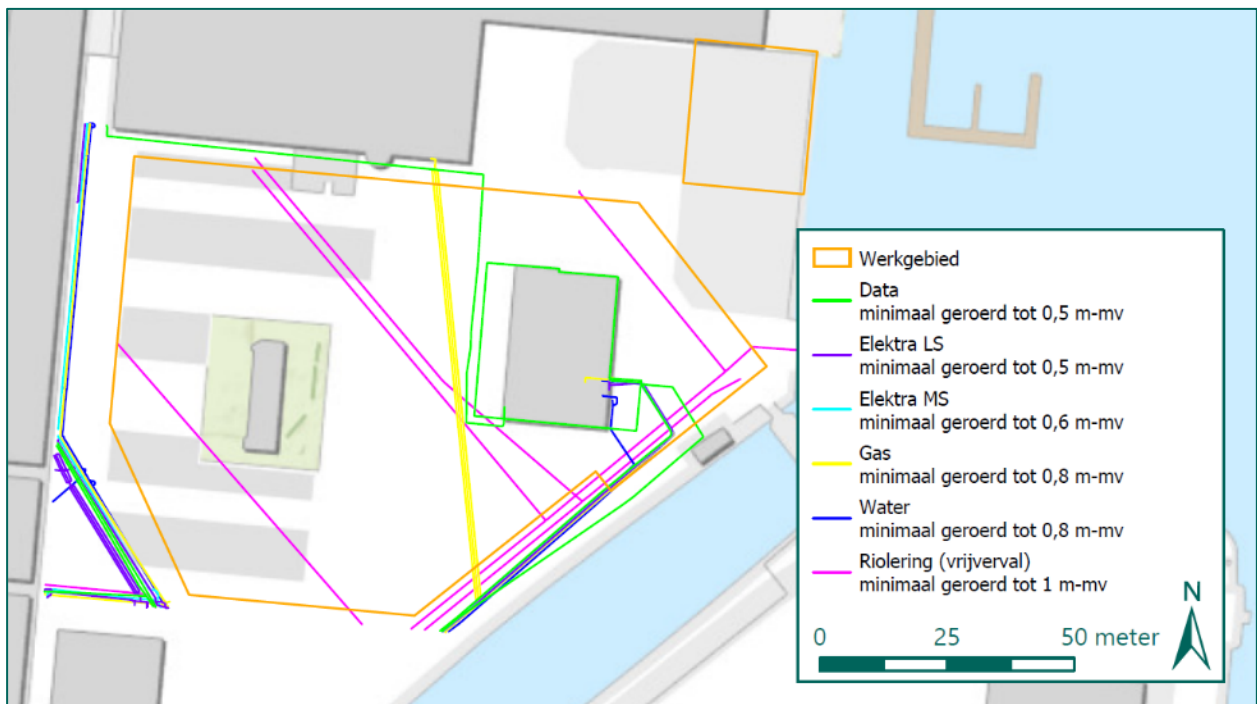 Werkgebied
Data
minimaal geroerd tot 0,5 m-mv
Elektra LS
minimaal geroerd tot 0,5 m-mv
Elektra MS
minimaal geroerd tot 0,6 m-mv
Gas
minimaal geroerd tot 0,8 m-mv
Water
minimaal geroerd tot 0,8 m-mv
Riolering (vrijverval)
minimaal geroerd tot 1 m-mv
N
0 25 50 meter